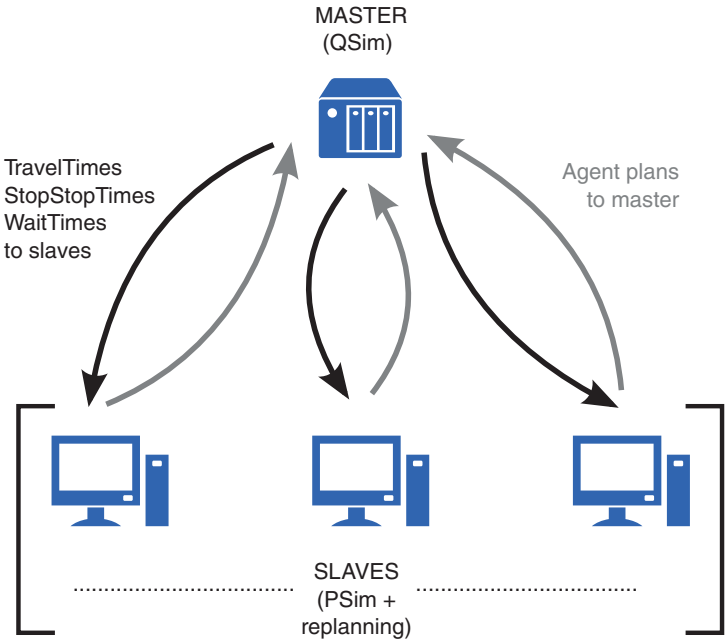 MASTER
(QSim)
TravelTimes
StopStopTimes
WaitTimes
to slaves
Agent plans
to master
SLAVES
(PSim +
replanning)